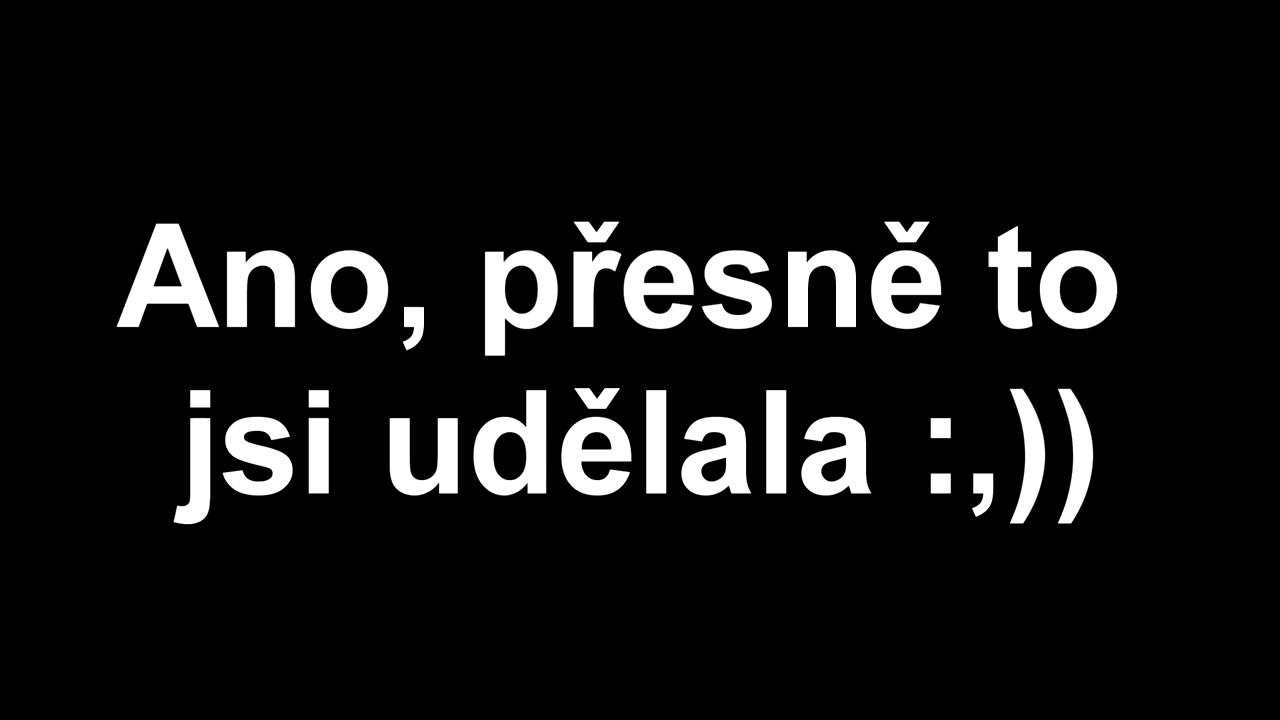 Ano, přesně to
jsi udělala :,))